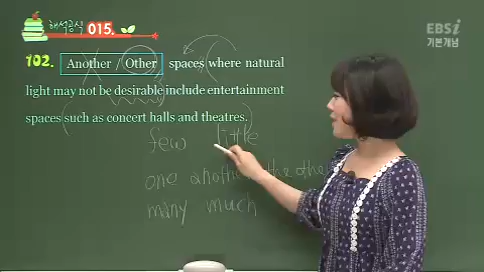 해석공식 015.
EBSi
기본개념
102. Another / Other spaces where natural
light may not be desirable include entertainment
spaces such as concert halls and theatres.
few little
one another the other
many much